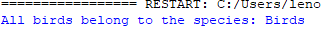 ================= RESTART: C:/Users/leno
All birds belong to the species: Birds